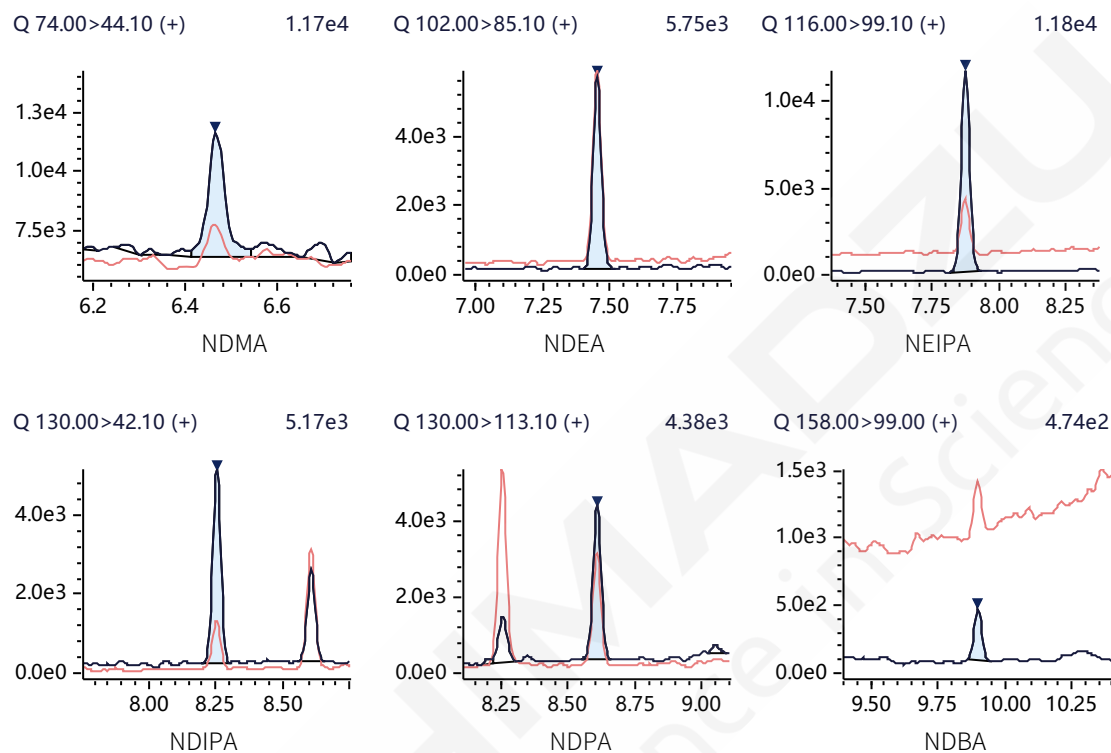 Q 74.00>44.10 (+) 1.17e4
1.3e4
1.0e4
7.5e3
6.2 6.4 6.6
NDMA
Q 102.00>85.10 (+) 5.75e3
4.0e3
2.0e3
0.0e0
7.00 7.25 7.50 7.75
NDEA
Q 116.00>99.10 (+) 1.18e4
1.0e4
5.0e3
0.0e0
7.50 7.75 8.00 8.25
NEIPA
Q 130.00>42.10 (+) 5.17e3
4.0e3
2.0e3
0.0e0
8.00 8.25 8.50
NDIPA
Q 130.00>113.10 (+) 4.38e3
4.0e3
2.0e3
0.0e0
8.25 8.50 8.75 9.00
NDPA
Q 158.00>99.00 (+) 4.74e2
1.5e3
1.0e3
5.0e2
0.0e0
9.50 9.75 10.00 10.25
NDBA
HIMADZU
ence in Science